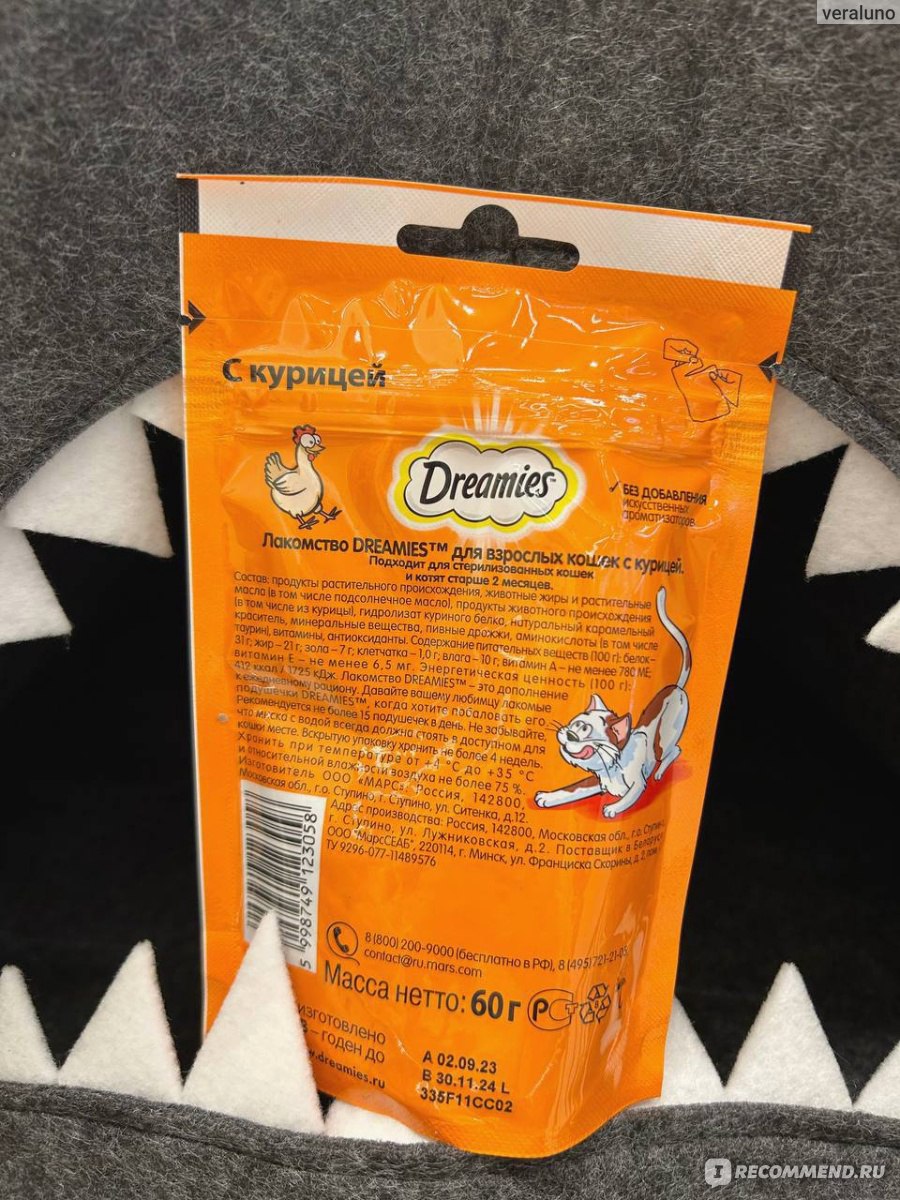 veraluno
С курицей
Dreamies
БЕЗ ДОБАВЛЕНИЯ
искусственных
ароматизаторов
Лакомство DREAMIES™ для взрослых кошек с курицей.
Подходит для стерилизованных кошек
и котят старше 2 месяцев.
Состав: продукты растительного происхождения, животные жиры и растительные
масла (в том числе подсолнечное масло), продукты животного происхождения
(в том числе из курицы), гидролизат куриного белка, натуральный карамельный
краситель, минеральные вещества, пивные дрожжи, аминокислоты (в том числе
таурин), витамины, антиоксиданты. Содержание питательных веществ (100 г): белок –
31 г; жир – 21 г; зола – 7 г; клетчатка – 1,0 г; влага – 10 г; витамин А – не менее 780 МЕ;
витамин Е – не менее 6,5 мг. Энергетическая ценность (100 г):
412 ккал / 1725 кДж. Лакомство DREAMIES™ – это дополнение
к ежедневному рациону. Давайте вашему любимцу лакомые
подушечки DREAMIES™, когда хотите побаловать его.
Рекомендуется не более 15 подушечек в день. Не забывайте,
что миска с водой всегда должна стоять в доступном для
кошки месте. Вскрытую упаковку хранить не более 4 недель.
Хранить при температуре от -4 °C до +35 °C
и относительной влажности воздуха не более 75 %.
Изготовитель ООО «МАРС» Россия, 142800,
Московская обл., г.о. Ступино, г. Ступино, ул. Ситенка, д.12.
Адрес производства: Россия, 142800, Московская обл., г.о. Ступино,
г. Ступино, ул. Лужниковская, д.2. Поставщик в Беларусь:
ООО "МарсСЕАБ", 220114, г. Минск, ул. Франциска Скорины, д. 2, пом.
ТУ 9296-077-11489576
5 998749 123058
8 (800) 200-9000 (бесплатно в РФ), 8 (495) 721-21-05,
contact@ru.mars.com
Масса нетто: 60 г
РСТ
изготовлено
– годен до
.dreamies.ru
A 02.09.23
B 30.11.24 L
335F11CC02
IRECOMMEND.RU